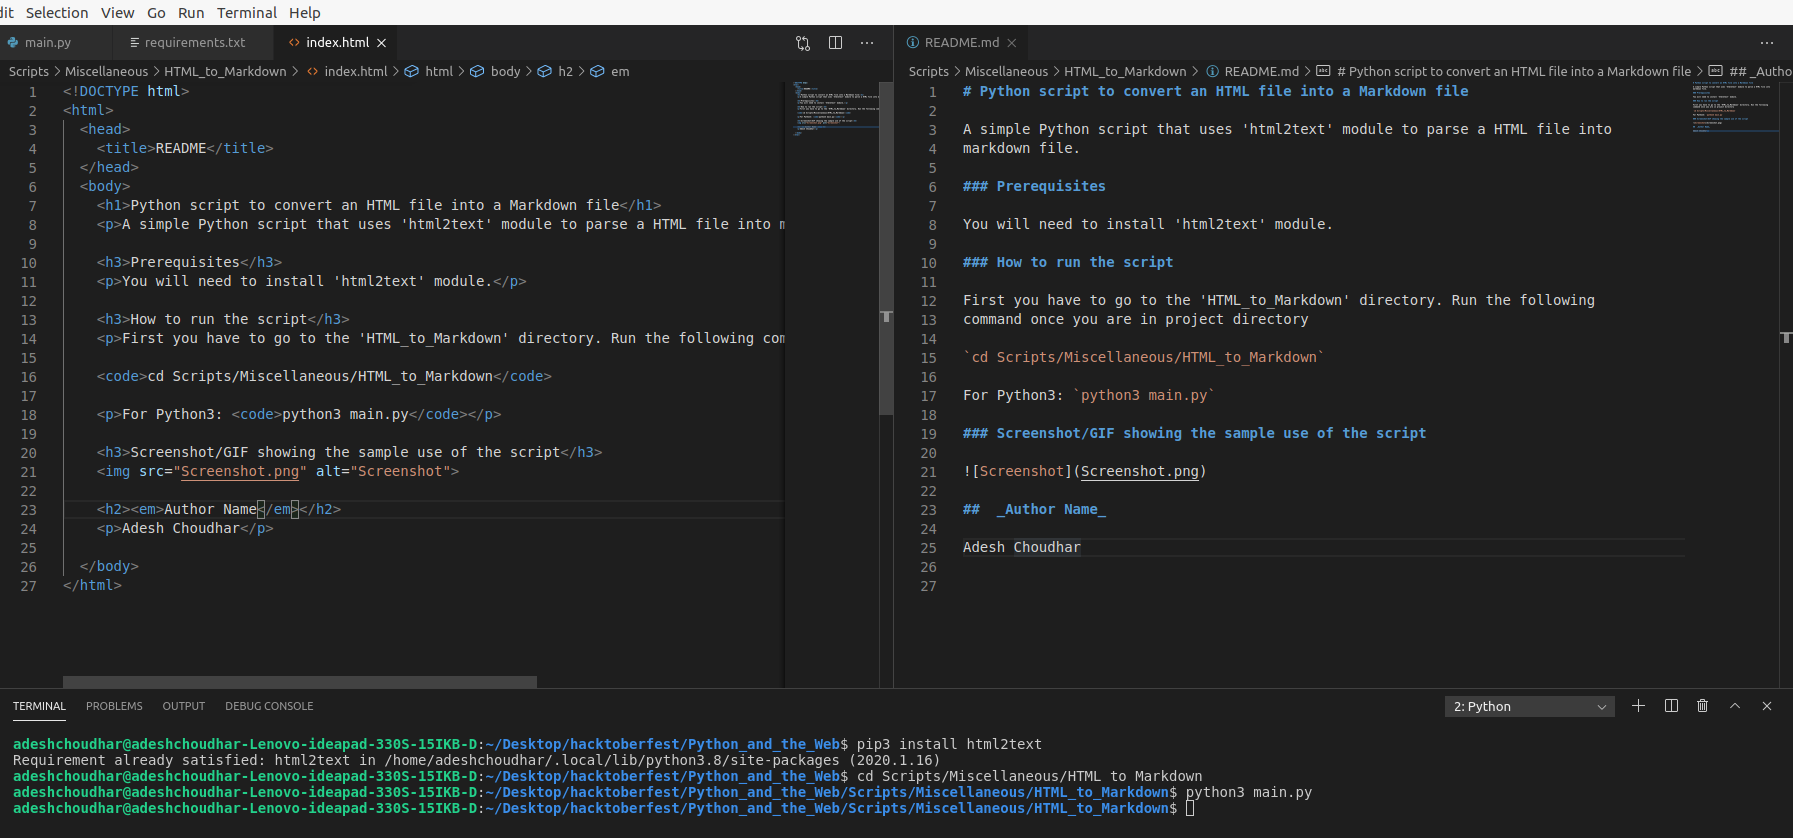 dit Selection View Go Run Terminal Help
main.py requirements.txt index.html
Scripts > Miscellaneous > HTML_to_Markdown > index.html > html > body > h2 > em
1 <!DOCTYPE html>
2 <html>
3 <head>
4 <title>README</title>
5 </head>
6 <body>
7 <h1>Python script to convert an HTML file into a Markdown file</h1>
8 <p>A simple Python script that uses 'html2text' module to parse a HTML file into m
9
10 <h3>Prerequisites</h3>
11 <p>You will need to install 'html2text' module.</p>
12
13 <h3>How to run the script</h3>
14 <p>First you have to go to the 'HTML_to_Markdown' directory. Run the following com
15
16 <code>cd Scripts/Miscellaneous/HTML_to_Markdown</code>
17
18 <p>For Python3: <code>python3 main.py</code></p>
19
20 <h3>Screenshot/GIF showing the sample use of the script</h3>
21 <img src="Screenshot.png" alt="Screenshot">
22
23 <h2><em>Author Name</em></h2>
24 <p>Adesh Choudhar</p>
25
26 </body>
27 </html>
README.md
Scripts > Miscellaneous > HTML_to_Markdown > README.md > # Python script to convert an HTML file into a Markdown file > ## _Autho
1 # Python script to convert an HTML file into a Markdown file
2
3 A simple Python script that uses 'html2text' module to parse a HTML file into
4 markdown file.
5
6 ### Prerequisites
7
8 You will need to install 'html2text' module.
9
10 ### How to run the script
11
12 First you have to go to the 'HTML_to_Markdown' directory. Run the following
13 command once you are in project directory
14
15 `cd Scripts/Miscellaneous/HTML_to_Markdown`
16
17 For Python3: `python3 main.py`
18
19 ### Screenshot/GIF showing the sample use of the script
20
21 ![Screenshot](Screenshot.png)
22
23 ##  _Author Name_
24
25 Adesh Choudhar
26
27
TERMINAL PROBLEMS OUTPUT DEBUG CONSOLE 2: Python
adeshchoudhar@adeshchoudhar-Lenovo-ideapad-330S-15IKB-D:~/Desktop/hacktoberfest/Python_and_the_Web$ pip3 install html2text
Requirement already satisfied: html2text in /home/adeshchoudhar/.local/lib/python3.8/site-packages (2020.1.16)
adeshchoudhar@adeshchoudhar-Lenovo-ideapad-330S-15IKB-D:~/Desktop/hacktoberfest/Python_and_the_Web$ cd Scripts/Miscellaneous/HTML to Markdown
adeshchoudhar@adeshchoudhar-Lenovo-ideapad-330S-15IKB-D:~/Desktop/hacktoberfest/Python_and_the_Web/Scripts/Miscellaneous/HTML_to_Markdown$ python3 main.py
adeshchoudhar@adeshchoudhar-Lenovo-ideapad-330S-15IKB-D:~/Desktop/hacktoberfest/Python_and_the_Web/Scripts/Miscellaneous/HTML_to_Markdown$